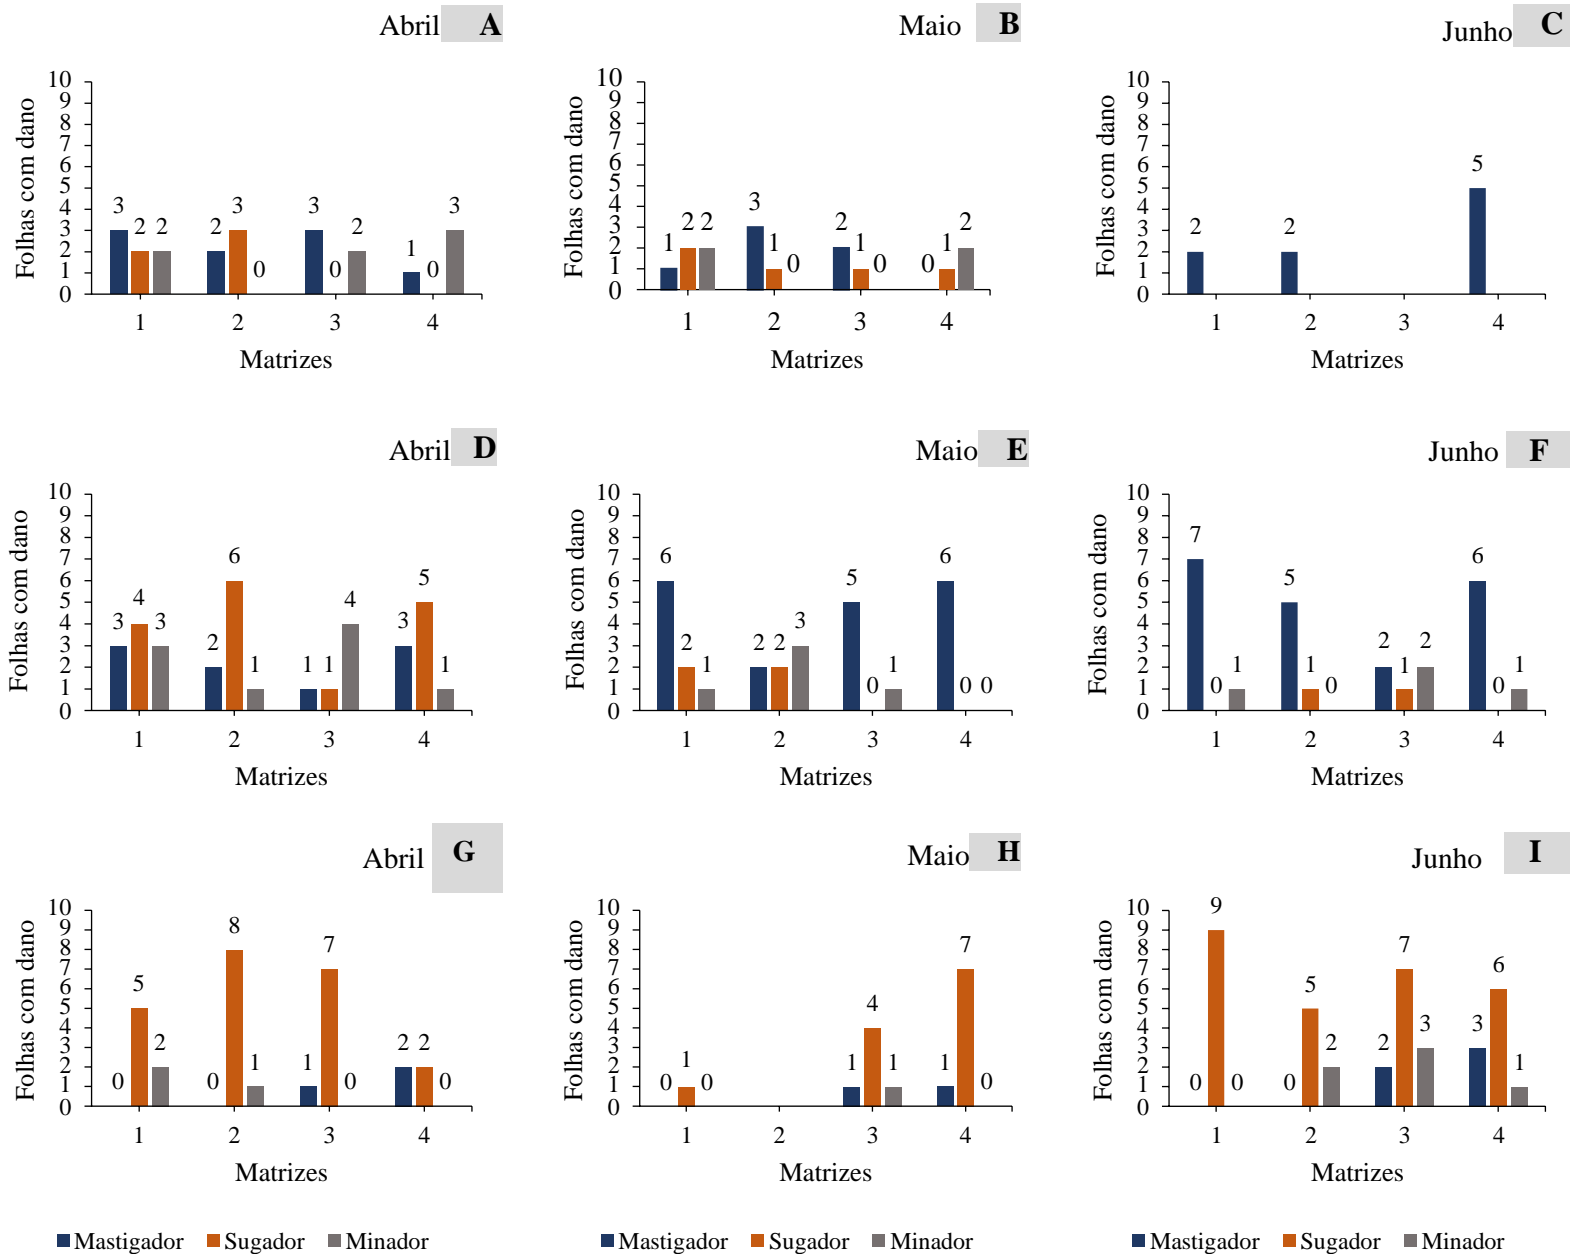 Abril A
10
9
8
7
6
5
4
3
2
1
0
Folhas com dano
3 2 2 2 3 0 3 0 2 1 0 3
1 2 3 4
Matrizes
Maio B
10
9
8
7
6
5
4
3
2
1
0
Folhas com dano
1 2 2 3 1 0 2 1 0 0 1 2
1 2 3 4
Matrizes
Junho C
10
9
8
7
6
5
4
3
2
1
0
Folhas com dano
2 2 5
1 2 3 4
Matrizes
Abril D
10
9
8
7
6
5
4
3
2
1
0
Folhas com dano
3 4 3 2 6 1 1 1 4 3 5 1
1 2 3 4
Matrizes
Maio E
10
9
8
7
6
5
4
3
2
1
0
Folhas com dano
6 2 1 2 2 3 5 0 1 6 0 0
1 2 3 4
Matrizes
Junho F
10
9
8
7
6
5
4
3
2
1
0
Folhas com dano
7 0 1 5 1 0 2 1 2 6 0 1
1 2 3 4
Matrizes
Abril G
10
9
8
7
6
5
4
3
2
1
0
Folhas com dano
0 5 2 0 8 1 1 7 0 2 2 0
1 2 3 4
Matrizes
Mastigador Sugador Minador
Maio H
10
9
8
7
6
5
4
3
2
1
0
Folhas com dano
0 1 0 1 4 1 1 7 0
1 2 3 4
Matrizes
Mastigador Sugador Minador
Junho I
10
9
8
7
6
5
4
3
2
1
0
Folhas com dano
0 9 0 0 5 2 2 7 3 3 6 1
1 2 3 4
Matrizes
Mastigador Sugador Minador